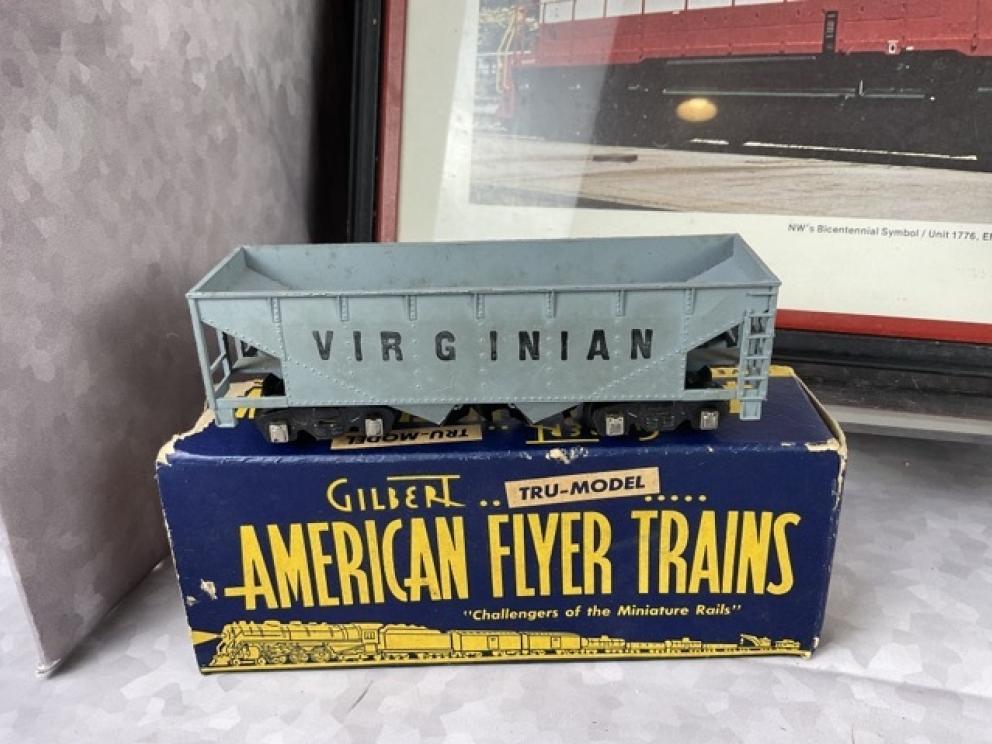 NW's Bicentennial Symbol / Unit 1776,
VIRGINIAN
TRU-MODEL
GILBERT .. TRU-MODEL .....
AMERICAN FLYER TRAINS
"Challengers of the Miniature Rails"